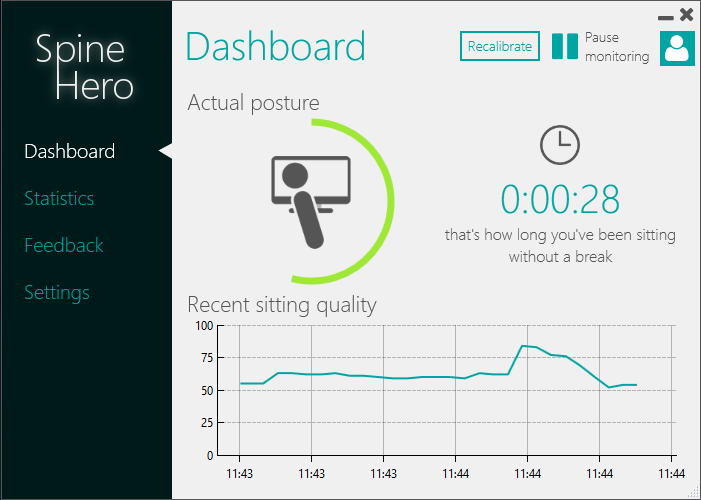 Spine
Hero
Dashboard
Recalibrate
Pause
monitoring
Dashboard
Statistics
Feedback
Settings
Actual posture
0:00:28
that's how long you've been sitting
without a break
Recent sitting quality
100
75
50
25
0
11:43 11:43 11:43 11:44 11:44 11:44 11:44